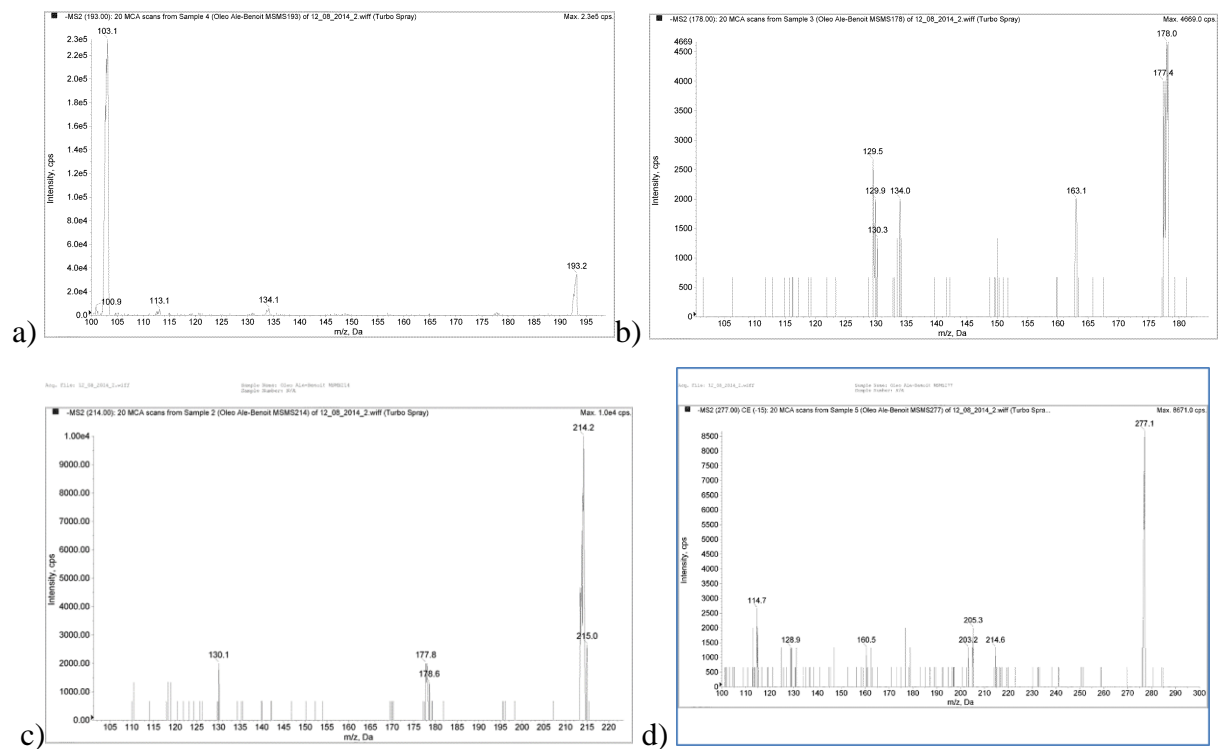 -MS2 (193.00): 20 MCA scans from Sample 4 (Oleo Ale-Benoit MSMS193) of 12_08_2014_2.wiff (Turbo Spray)
Max. 2.3e5 cps.
2.3e5
2.0e5
1.8e5
1.6e5
1.4e5
1.2e5
1.0e5
8.0e4
6.0e4
4.0e4
2.0e4
0.0
Intensity, cps
103.1
100.9
113.1
134.1
193.2
100 105 110 115 120 125 130 135 140 145 150 155 160 165 170 175 180 185 190 195
m/z, Da
a)
-MS2 (178.00): 20 MCA scans from Sample 3 (Oleo Ale-Benoit MSMS178) of 12_08_2014_2.wiff (Turbo Spray)
Max. 4669.0 cps.
4669
4500
4000
3500
3000
2500
2000
1500
1000
500
0
Intensity, cps
178.0
177.4
129.5
129.9
134.0
130.3
163.1
105 110 115 120 125 130 135 140 145 150 155 160 165 170 175 180
m/z, Da
b)
-MS2 (214.00): 20 MCA scans from Sample 2 (Oleo Ale-Benoit MSMS214) of 12_08_2014_2.wiff (Turbo Spray)
Max. 1.0e4 cps.
1.00e4
9000.00
8000.00
7000.00
6000.00
5000.00
4000.00
3000.00
2000.00
1000.00
0.00
Intensity, cps
214.2
215.0
130.1
177.8
178.6
105 110 115 120 125 130 135 140 145 150 155 160 165 170 175 180 185 190 195 200 205 210 215 220
m/z, Da
c)
-MS2 (277.00) CE (-15): 20 MCA scans from Sample 5 (Oleo Ale-Benoit MSMS277) of 12_08_2014_2.wiff (Turbo Spra...
Max. 8671.0 cps.
8500
8000
7500
7000
6500
6000
5500
5000
4500
4000
3500
3000
2500
2000
1500
1000
500
0
Intensity, cps
277.1
114.7
128.9
160.5
203.2
205.3
214.6
100 110 120 130 140 150 160 170 180 190 200 210 220 230 240 250 260 270 280 290 300
m/z, Da
d)